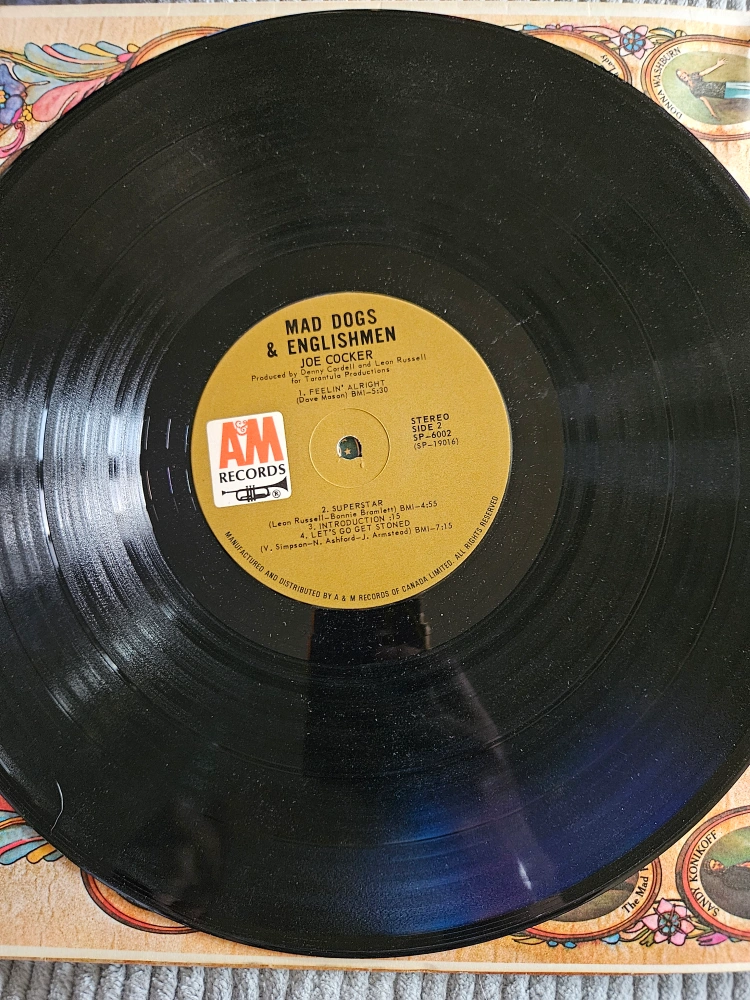 Lady
DONNA WASHBURN
MAD DOGS
& ENGLISHMEN
JOE COCKER
Produced by Denny Cordell and Leon Russell
for Tarantula Productions
1. FEELIN' ALRIGHT
(Dave Mason) BMI-5:30
A&M
RECORDS
®
STEREO
SIDE 2
SP-6002
(SP-19016)
2. SUPERSTAR
(Leon Russell-Bonnie Bramlett) BMI-4:55
3. INTRODUCTION :15
4. LET'S GO GET STONED
(V. Simpson-N. Ashford-J. Armstead) BMI-7:15
MANUFACTURED AND DISTRIBUTED BY A & M RECORDS OF CANADA LIMITED. ALL RIGHTS RESERVED
The Mad
SANDY KONIKOFF